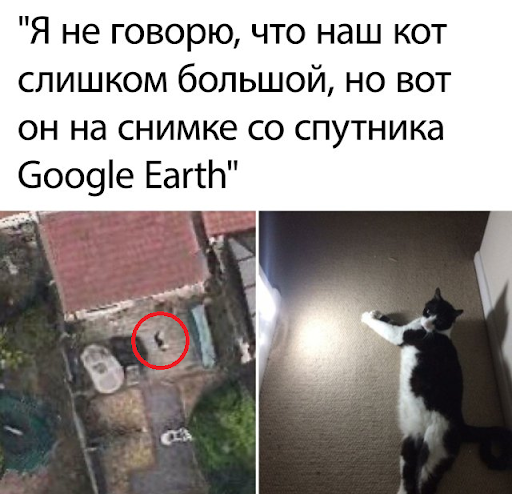 "Я не говорю, что наш кот
слишком большой, но вот
он на снимке со спутника
Google Earth"